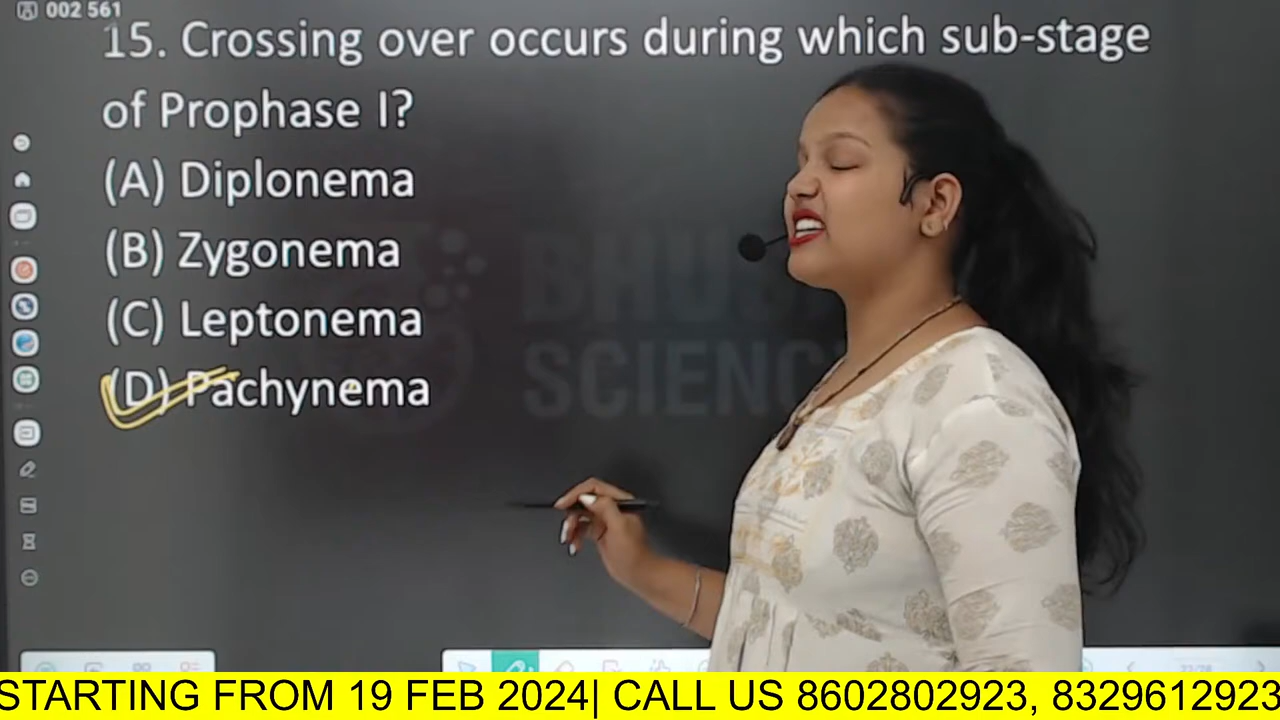 002 561
15. Crossing over occurs during which sub-stage
of Prophase I?
(A) Diplonema
(B) Zygonema
(C) Leptonema
(D) Pachynema
SCIENC
STARTING FROM 19 FEB 2024| CALL US 8602802923, 8329612923